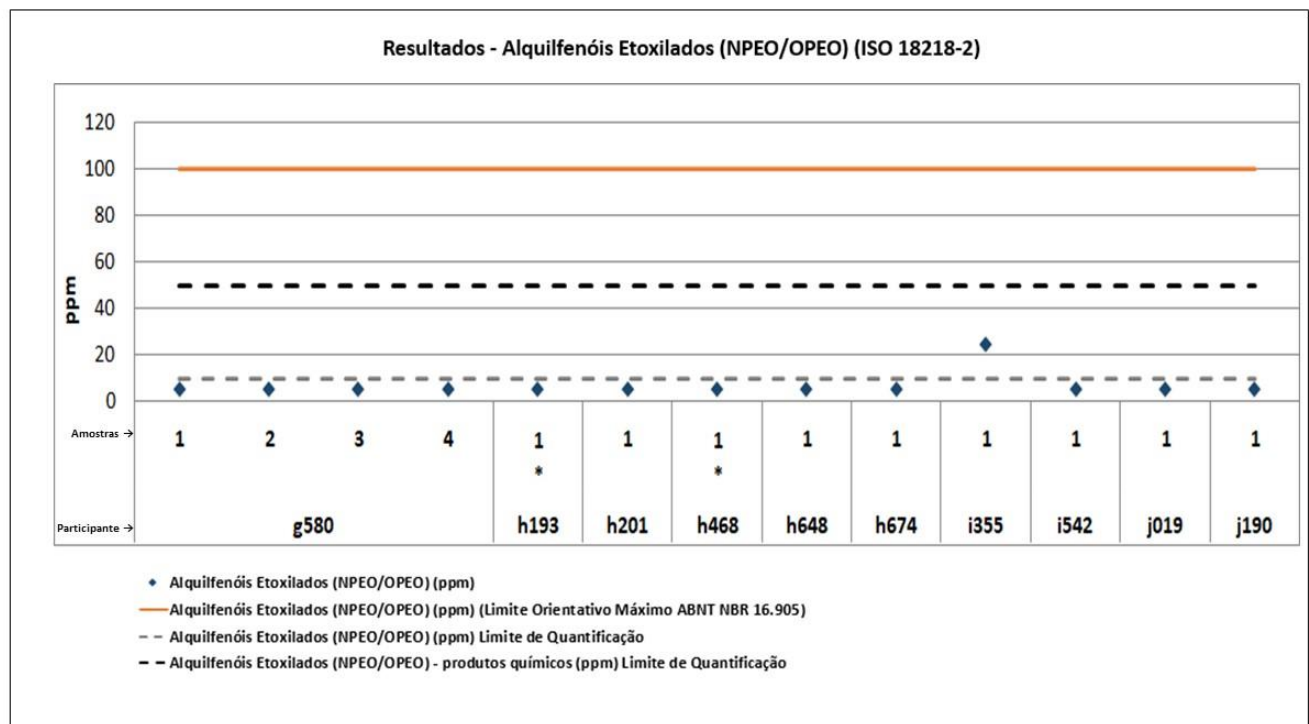 Resultados - Alquilfenóis Etoxilados (NPEO/OPEO) (ISO 18218-2)
120
100
80
60
40
20
0
ppm
Amostras → 1 2 3 4 1 1 1 1 1 1 1 1 1
* *
Participante → g580 h193 h201 h468 h648 h674 i355 i542 j019 j190
Alquilfenóis Etoxilados (NPEO/OPEO) (ppm)
Alquilfenóis Etoxilados (NPEO/OPEO) (ppm) (Limite Orientativo Máximo ABNT NBR 16.905)
Alquilfenóis Etoxilados (NPEO/OPEO) (ppm) Limite de Quantificação
Alquilfenóis Etoxilados (NPEO/OPEO) - produtos químicos (ppm) Limite de Quantificação